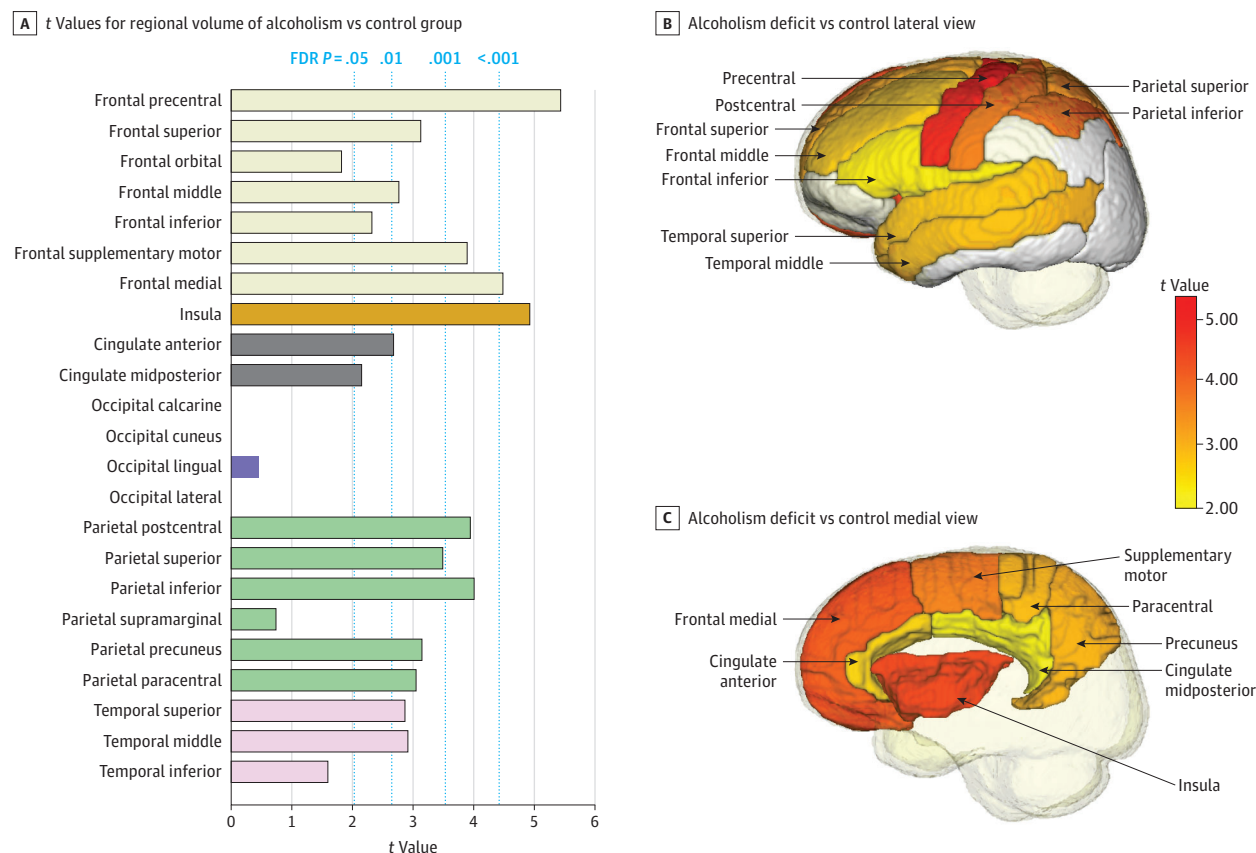 A t Values for regional volume of alcoholism vs control group
FDR P = .05 .01 .001 <.001
Frontal precentral
Frontal superior
Frontal orbital
Frontal middle
Frontal inferior
Frontal supplementary motor
Frontal medial
Insula
Cingulate anterior
Cingulate midposterior
Occipital calcarine
Occipital cuneus
Occipital lingual
Occipital lateral
Parietal postcentral
Parietal superior
Parietal inferior
Parietal supramarginal
Parietal precuneus
Parietal paracentral
Temporal superior
Temporal middle
Temporal inferior
0 1 2 3 4 5 6
t Value
B Alcoholism deficit vs control lateral view
Precentral
Postcentral
Frontal superior
Frontal middle
Frontal inferior
Temporal superior
Temporal middle
Parietal superior
Parietal inferior
t Value
5.00
4.00
3.00
2.00
C Alcoholism deficit vs control medial view
Frontal medial
Cingulate
anterior
Supplementary
motor
Paracentral
Precuneus
Cingulate
midposterior
Insula